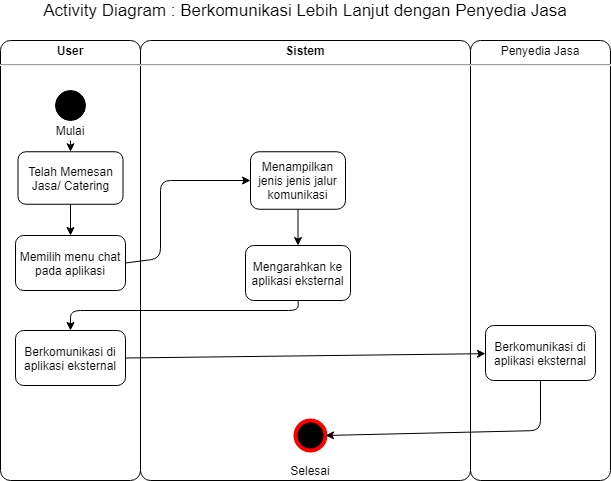 Activity Diagram : Berkomunikasi Lebih Lanjut dengan Penyedia Jasa
User
Sistem
Penyedia Jasa
Mulai
Telah Memesan
Jasa/ Catering
Menampilkan
jenis jenis jalur
komunikasi
Memilih menu chat
pada aplikasi
Mengarahkan ke
aplikasi eksternal
Berkomunikasi di
aplikasi eksternal
Berkomunikasi di
aplikasi eksternal
Selesai